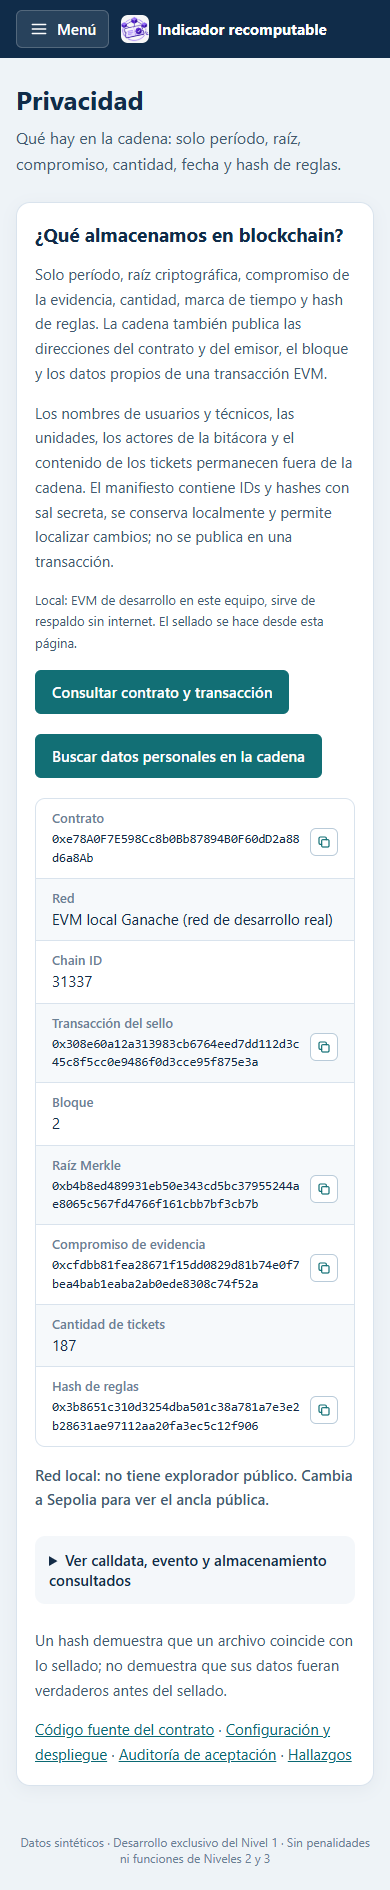 Menú
Indicador recomputable
Privacidad
Qué hay en la cadena: solo período, raíz,
compromiso, cantidad, fecha y hash de reglas.
¿Qué almacenamos en blockchain?
Solo período, raíz criptográfica, compromiso de
la evidencia, cantidad, marca de tiempo y hash
de reglas. La cadena también publica las
direcciones del contrato y del emisor, el bloque
y los datos propios de una transacción EVM.
Los nombres de usuarios y técnicos, las
unidades, los actores de la bitácora y el
contenido de los tickets permanecen fuera de la
cadena. El manifiesto contiene IDs y hashes con
sal secreta, se conserva localmente y permite
localizar cambios; no se publica en una
transacción.
Local: EVM de desarrollo en este equipo, sirve de
respaldo sin internet. El sellado se hace desde esta
página.
Consultar contrato y transacción
Buscar datos personales en la cadena
Contrato
0xe78A0F7E598Cc8b0Bb87894B0F60dD2a88
d6a8Ab
Red
EVM local Ganache (red de desarrollo real)
Chain ID
31337
Transacción del sello
0x308e60a12a313983cb6764eed7dd112d3c
45c8f5cc0e9486f0d3cce95f875e3a
Bloque
2
Raíz Merkle
0xb4b8ed489931eb50e343cd5bc37955244a
e8065c567fd4766f161cbb7bf3cb7b
Compromiso de evidencia
0xcfdbb81fea28671f15dd0829d81b74e0f7
bea4bab1eaba2ab0ede8308c74f52a
Cantidad de tickets
187
Hash de reglas
0x3b8651c310d3254dba501c38a781a7e3e2
b28631ae97112aa20fa3ec5c12f906
Red local: no tiene explorador público. Cambia
a Sepolia para ver el ancla pública.
Ver calldata, evento y almacenamiento
consultados
Un hash demuestra que un archivo coincide con
lo sellado; no demuestra que sus datos fueran
verdaderos antes del sellado.
Código fuente del contrato · Configuración y
despliegue · Auditoría de aceptación · Hallazgos
Datos sintéticos · Desarrollo exclusivo del Nivel 1 · Sin penalidades
ni funciones de Niveles 2 y 3